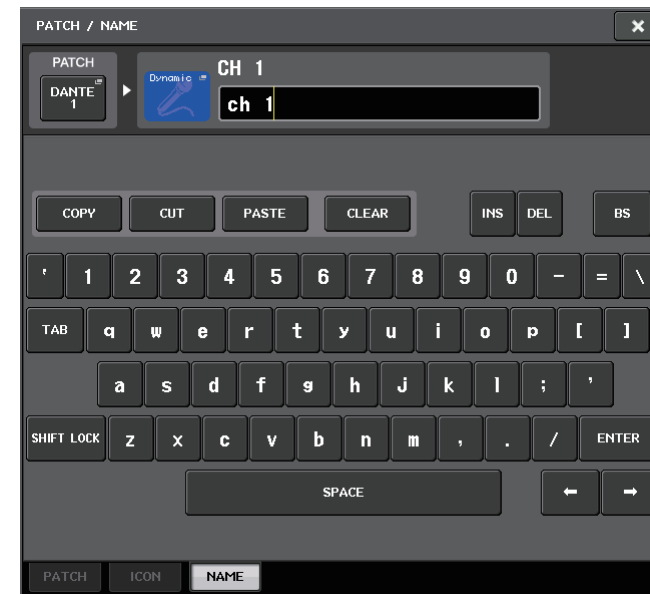 PATCH / NAME ×
PATCH
DANTE
1
Dynamic
CH 1
ch 1
COPY CUT PASTE CLEAR INS DEL BS
' 1 2 3 4 5 6 7 8 9 0 - = \
TAB q w e r t y u i o p [ ]
a s d f g h j k l ; '
SHIFT LOCK z x c v b n m , . / ENTER
SPACE ← →
PATCH ICON NAME